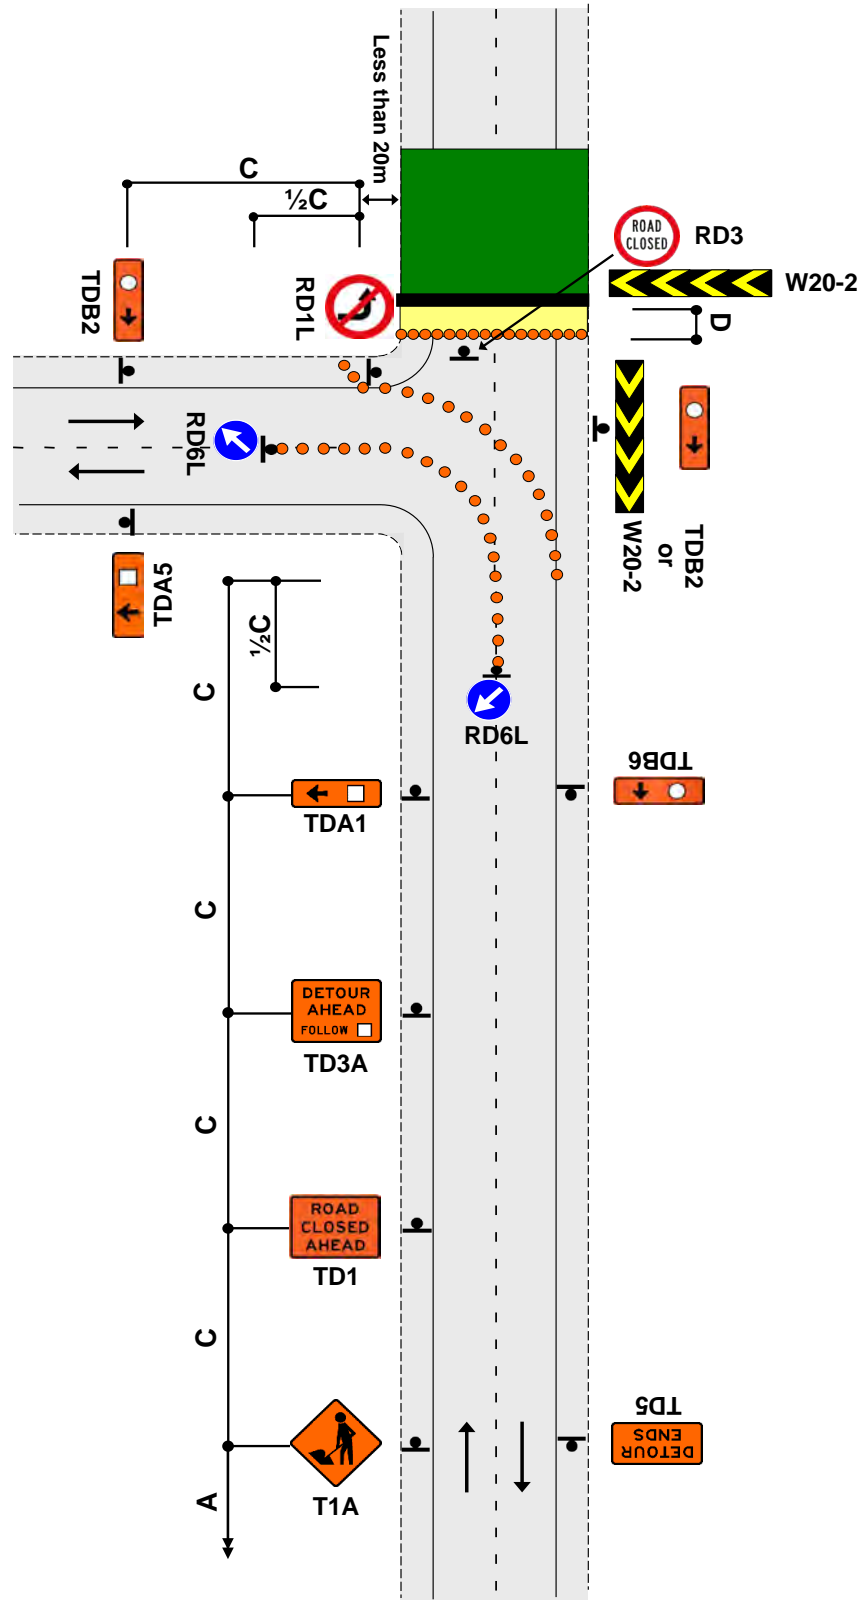 Less than 20m
C
½C
ROAD
CLOSED
RD3
W20-2
TDB2
RD1L
D
RD6L
W20-2
or
TDB2
TDA5
½C
C
RD6L
TDB6
TDA1
C
DETOUR
AHEAD
FOLLOW
TD3A
C
ROAD
CLOSED
AHEAD
TD1
C
TD5
DETOUR
ENDS
T1A
A